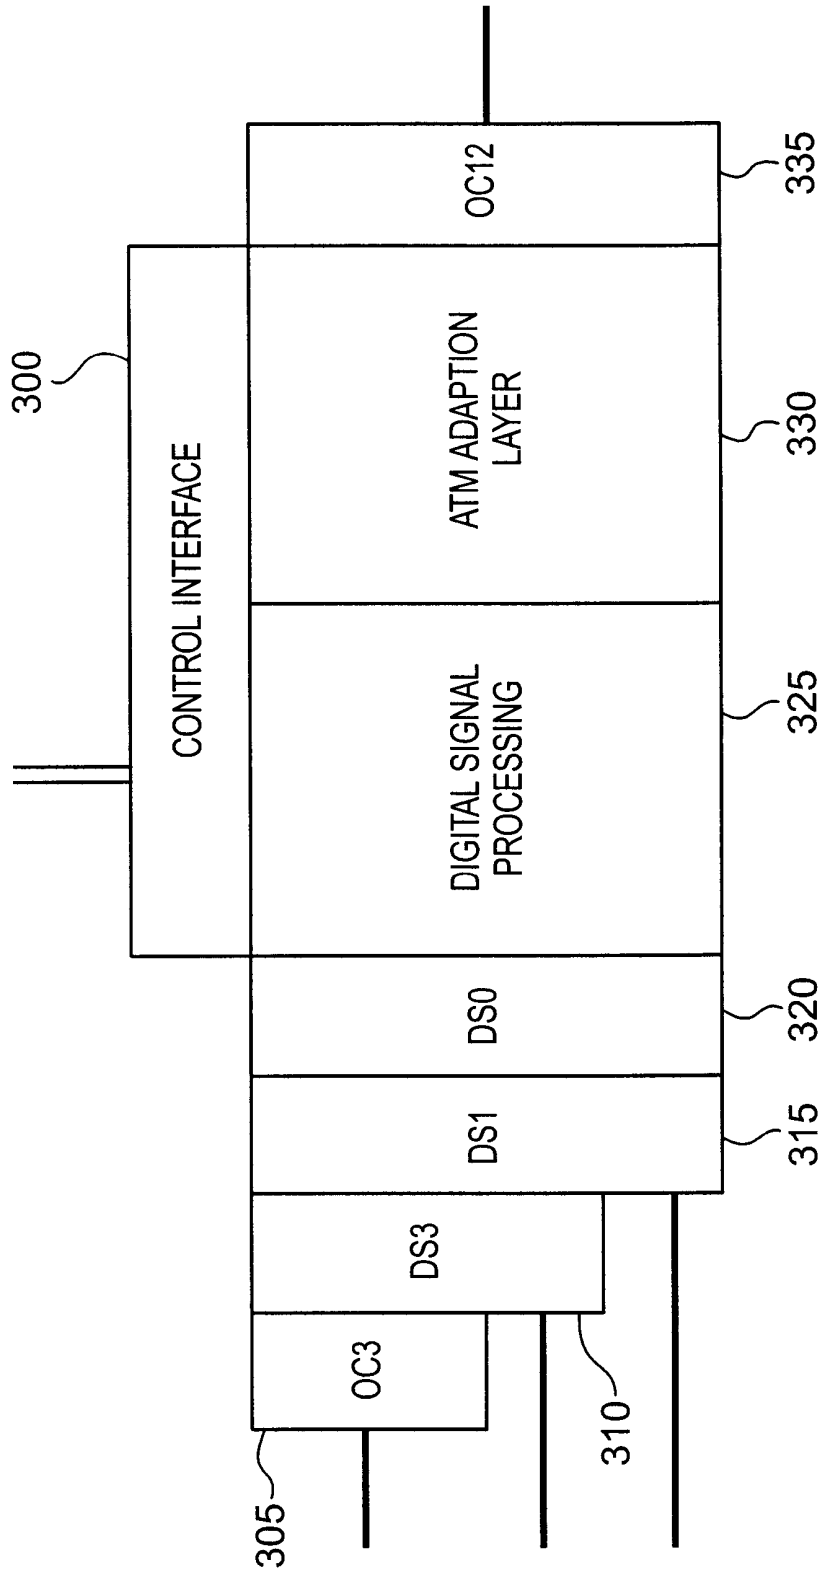 300
CONTROL INTERFACE
305
OC3
DS3
DS1
DS0
DIGITAL SIGNAL
PROCESSING
ATM ADAPTION
LAYER
OC12
310
315
320
325
330
335